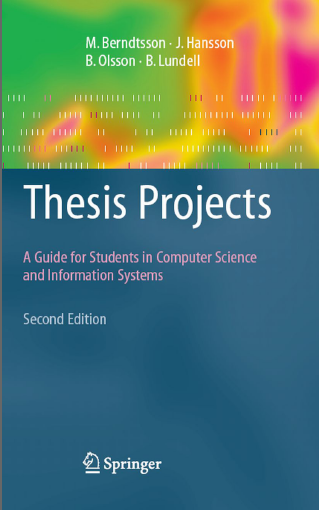 M. Berndtsson · J. Hansson
B. Olsson · B. Lundell
Thesis Projects
A Guide for Students in Computer Science
and Information Systems
Second Edition
Springer